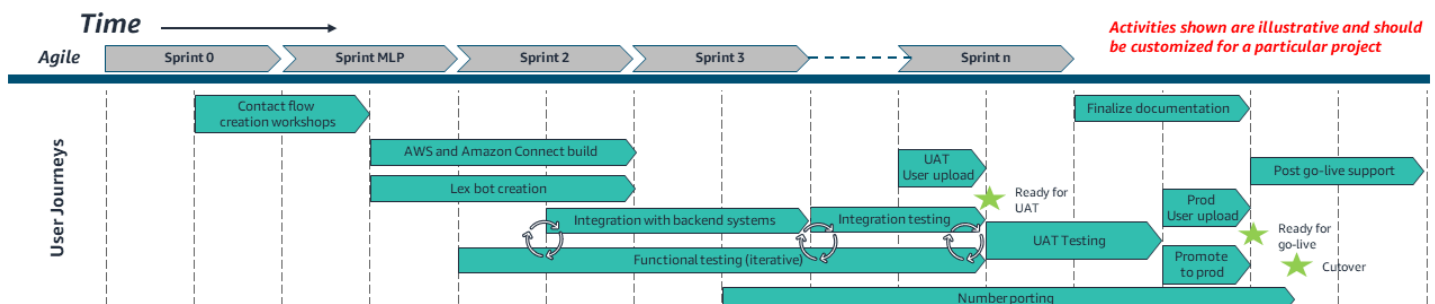 Time
Activities shown are illustrative and should
be customized for a particular project
Agile
Sprint 0
Sprint MLP
Sprint 2
Sprint 3
Sprint n
User Journeys
Contact flow
creation workshops
Finalize documentation
AWS and Amazon Connect build
UAT
User upload
Post go-live support
Lex bot creation
Ready for
UAT
Prod
User upload
Integration with backend systems
Integration testing
UAT Testing
Ready for
go-live
Functional testing (iterative)
Promote
to prod
Cutover
Number porting